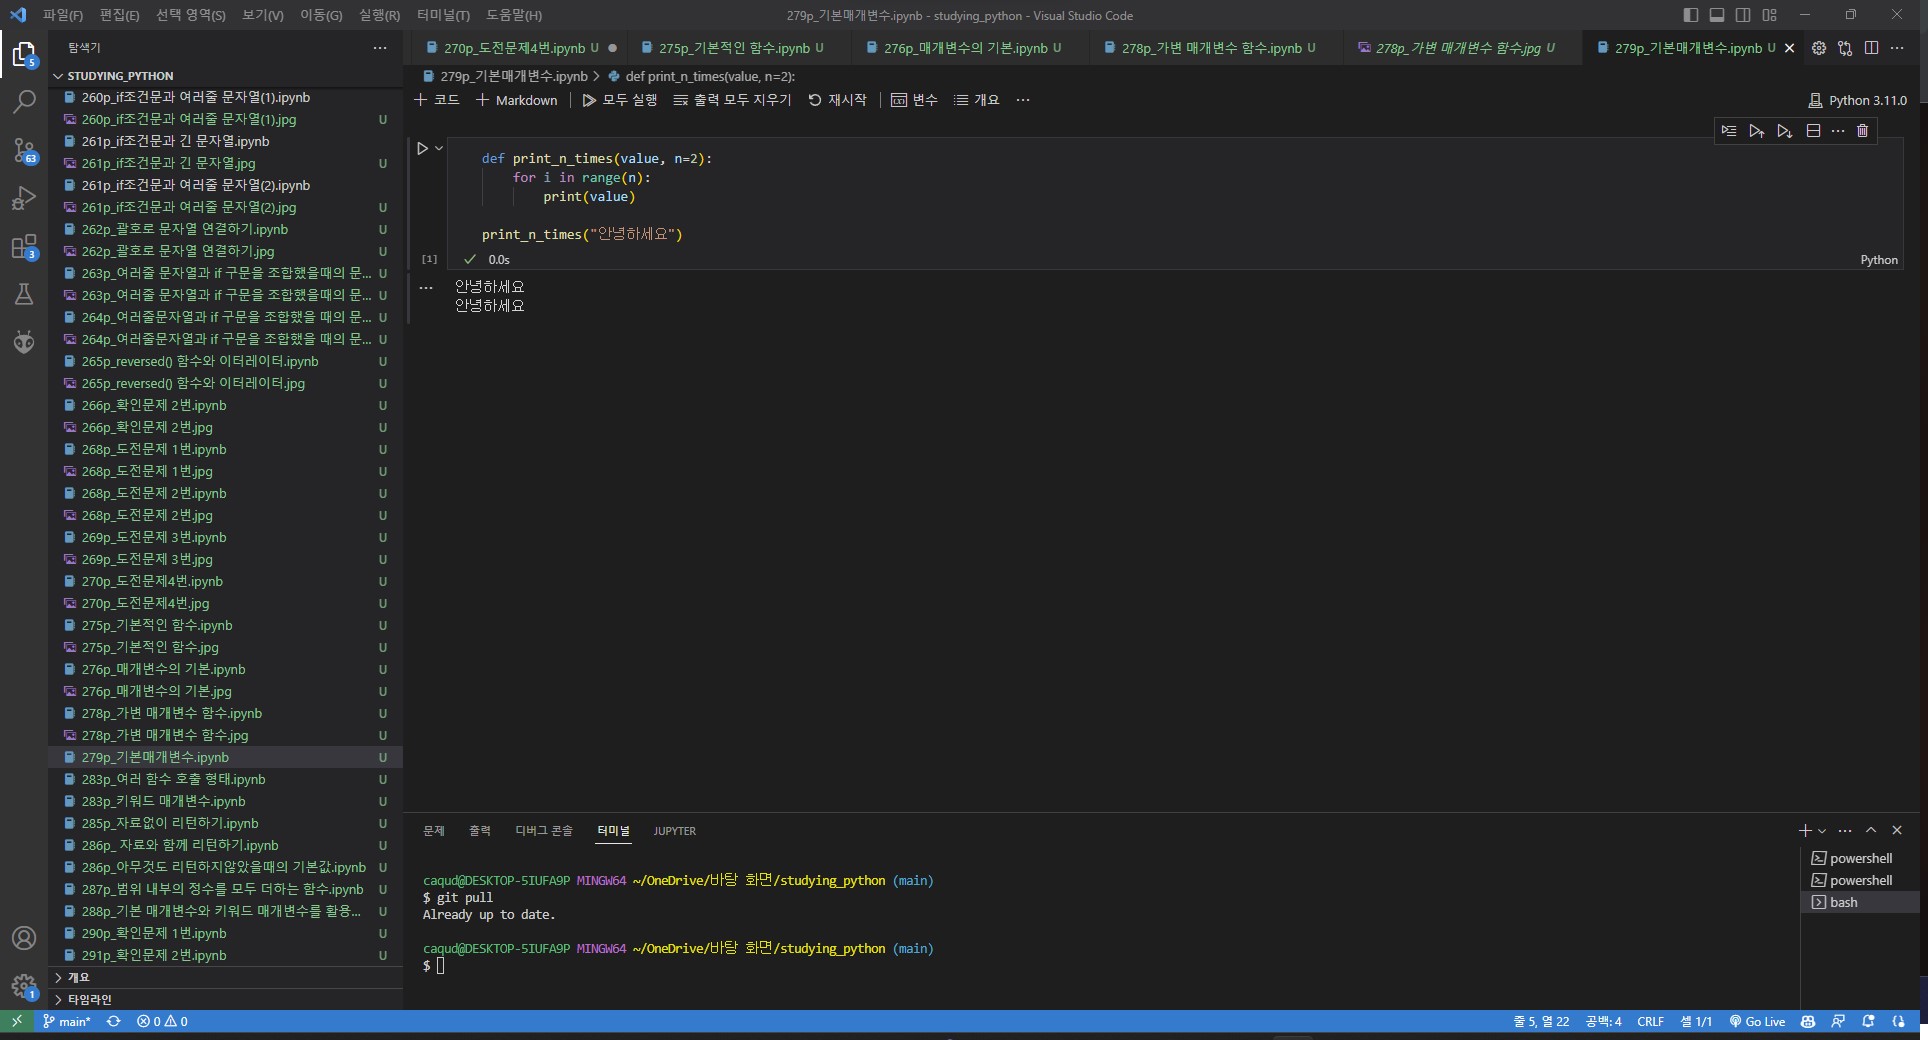 파일(F) 편집(E) 선택 영역(S) 보기(V) 이동(G) 실행(R) 터미널(T) 도움말(H)
279p_기본매개변수.ipynb - studying_python - Visual Studio Code
탐색기
STUDYING_PYTHON
260p_if조건문과 여러줄 문자열(1).ipynb
260p_if조건문과 여러줄 문자열(1).jpg U
261p_if조건문과 긴 문자열.ipynb
261p_if조건문과 긴 문자열.jpg U
261p_if조건문과 여러줄 문자열(2).ipynb
261p_if조건문과 여러줄 문자열(2).jpg U
262p_괄호로 문자열 연결하기.ipynb U
262p_괄호로 문자열 연결하기.jpg U
263p_여러줄 문자열과 if 구문을 조합했을때의 문... U
263p_여러줄 문자열과 if 구문을 조합했을때의 문... U
264p_여러줄문자열과 if 구문을 조합했을 때의 문... U
264p_여러줄문자열과 if 구문을 조합했을 때의 문... U
265p_reversed() 함수와 이터레이터.ipynb U
265p_reversed() 함수와 이터레이터.jpg U
266p_확인문제 2번.ipynb U
266p_확인문제 2번.jpg U
268p_도전문제 1번.ipynb U
268p_도전문제 1번.jpg U
268p_도전문제 2번.ipynb U
268p_도전문제 2번.jpg U
269p_도전문제 3번.ipynb U
269p_도전문제 3번.jpg U
270p_도전문제4번.ipynb U
270p_도전문제4번.jpg U
275p_기본적인 함수.ipynb U
275p_기본적인 함수.jpg U
276p_매개변수의 기본.ipynb U
276p_매개변수의 기본.jpg U
278p_가변 매개변수 함수.ipynb U
278p_가변 매개변수 함수.jpg U
279p_기본매개변수.ipynb U
283p_여러 함수 호출 형태.ipynb U
283p_키워드 매개변수.ipynb U
285p_자료없이 리턴하기.ipynb U
286p_ 자료와 함께 리턴하기.ipynb U
286p_아무것도 리턴하지않았을때의 기본값.ipynb U
287p_범위 내부의 정수를 모두 더하는 함수.ipynb U
288p_기본 매개변수와 키워드 매개변수를 활용... U
290p_확인문제 1번.ipynb U
291p_확인문제 2번.ipynb U
개요
타임라인
5
63
3
1
270p_도전문제4번.ipynb U 275p_기본적인 함수.ipynb U 276p_매개변수의 기본.ipynb U 278p_가변 매개변수 함수.ipynb U 278p_가변 매개변수 함수.jpg U 279p_기본매개변수.ipynb U
279p_기본매개변수.ipynb > def print_n_times(value, n=2):
+ 코드 + Markdown 모두 실행 출력 모두 지우기 재시작 변수 개요 ... Python 3.11.0
def print_n_times(value, n=2):
for i in range(n):
print(value)
print_n_times("안녕하세요")
[1] 0.0s Python
안녕하세요
안녕하세요
문제 출력 디버그 콘솔 터미널 JUPYTER
caqud@DESKTOP-5IUFA9P MINGW64 ~/OneDrive/바탕 화면/studying_python (main)
$ git pull
Already up to date.
caqud@DESKTOP-5IUFA9P MINGW64 ~/OneDrive/바탕 화면/studying_python (main)
$
powershell
powershell
bash
main* 0 0 줄 5, 열 22 공백: 4 CRLF 셀 1/1 Go Live